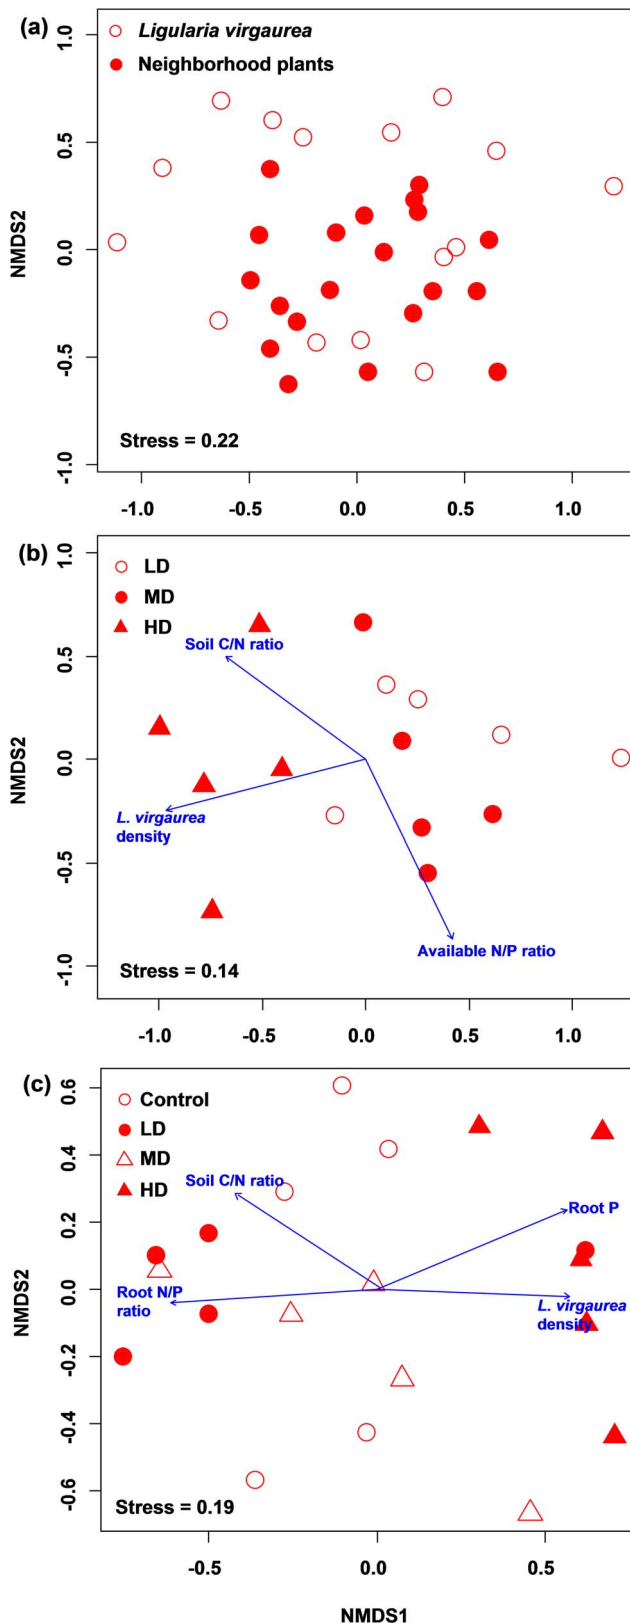 (a)
Ligularia virgaurea
Neighborhood plants
1.0
0.5
0.0
-0.5
-1.0
NMDS2
Stress = 0.22
-1.0 -0.5 0.0 0.5 1.0
(b)
LD
MD
HD
1.0
0.5
0.0
-0.5
-1.0
NMDS2
Soil C/N ratio
L. virgaurea
density
Available N/P ratio
Stress = 0.14
-1.0 -0.5 0.0 0.5 1.0
(c)
Control
LD
MD
HD
0.6
0.4
0.2
0.0
-0.2
-0.4
-0.6
NMDS2
Soil C/N ratio
Root P
Root N/P
ratio
L. virgaurea
density
Stress = 0.19
-0.5 0.0 0.5
NMDS1